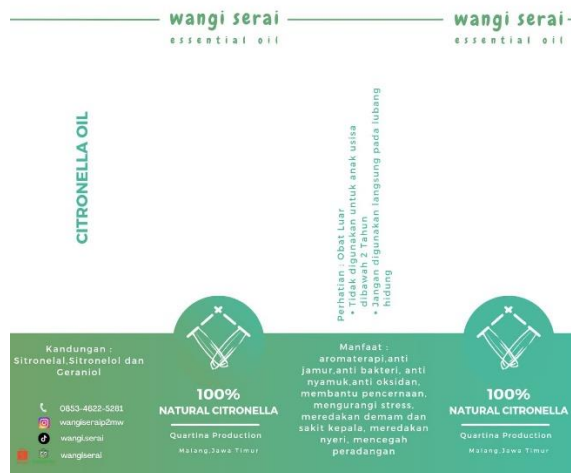 wangi serai
essential oil
wangi serai
essential oil
CITRONELLA OIL
Perhatian : Obat Luar
• Tidak digunakan untuk anak usisa
dibawah 2 Tahun
• Jangan digunakan langsung pada lubang
hidung
Kandungan :
Sitronelal,Sitronelol dan
Geraniol
0853-4622-5281
wangiseraip2mw
wangi.serai
wangiserai
100%
NATURAL CITRONELLA
Quartina Production
Malang,Jawa Timur
Manfaat :
aromaterapi,anti
jamur,anti bakteri, anti
nyamuk,anti oksidan,
membantu pencernaan,
mengurangi stress,
meredakan demam dan
sakit kepala, meredakan
nyeri, mencegah
peradangan
100%
NATURAL CITRONELLA
Quartina Production
Malang,Jawa Timur